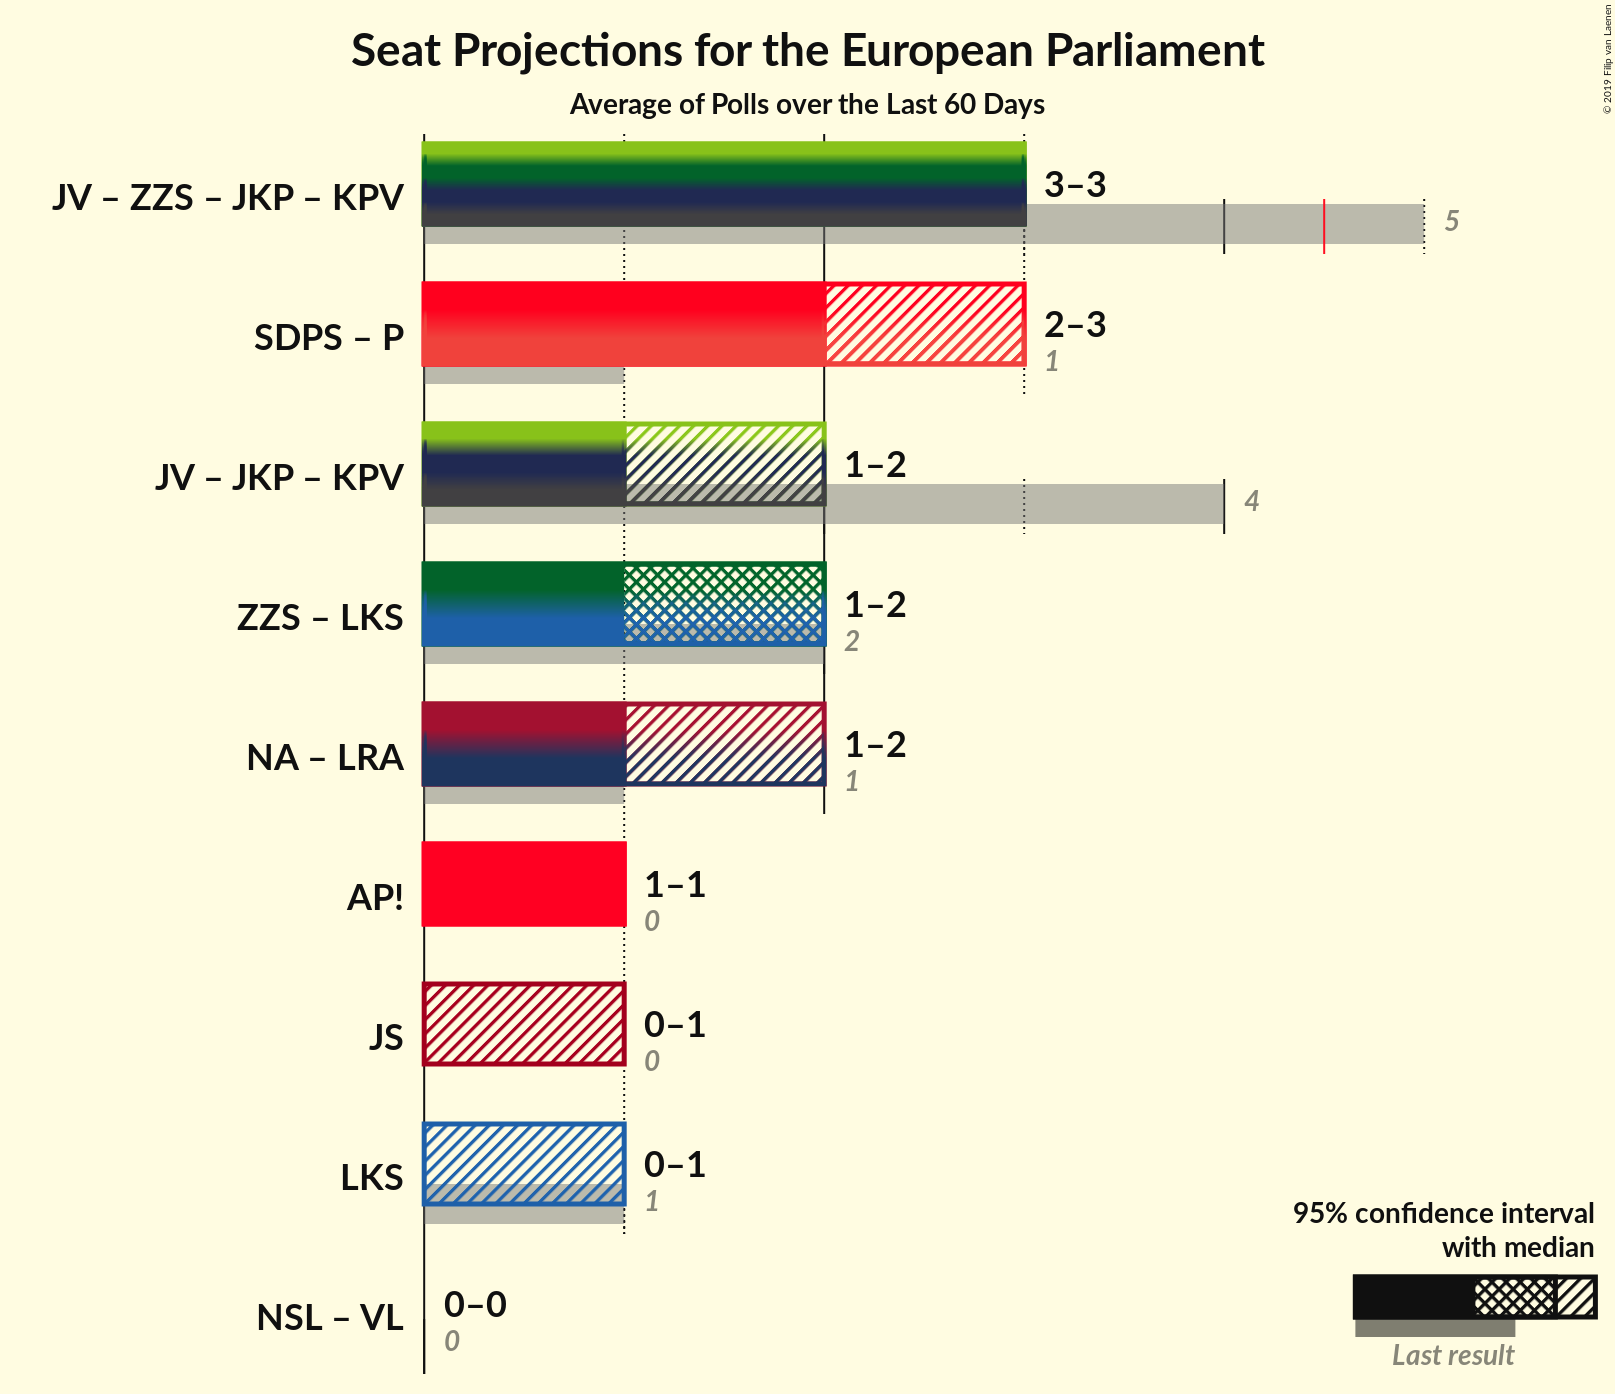 Seat Projections for the European Parliament
Average of Polls over the Last 60 Days
© 2019 Filip van Laenen
JV – ZZS – JKP – KPV
3–3
5
SDPS – P
2–3
1
JV – JKP – KPV
1–2
4
ZZS – LKS
1–2
2
NA – LRA
1–2
1
AP!
1–1
0
JS
0–1
0
LKS
0–1
1
NSL – VL
0–0
0
95% confidence interval
with median
Last result